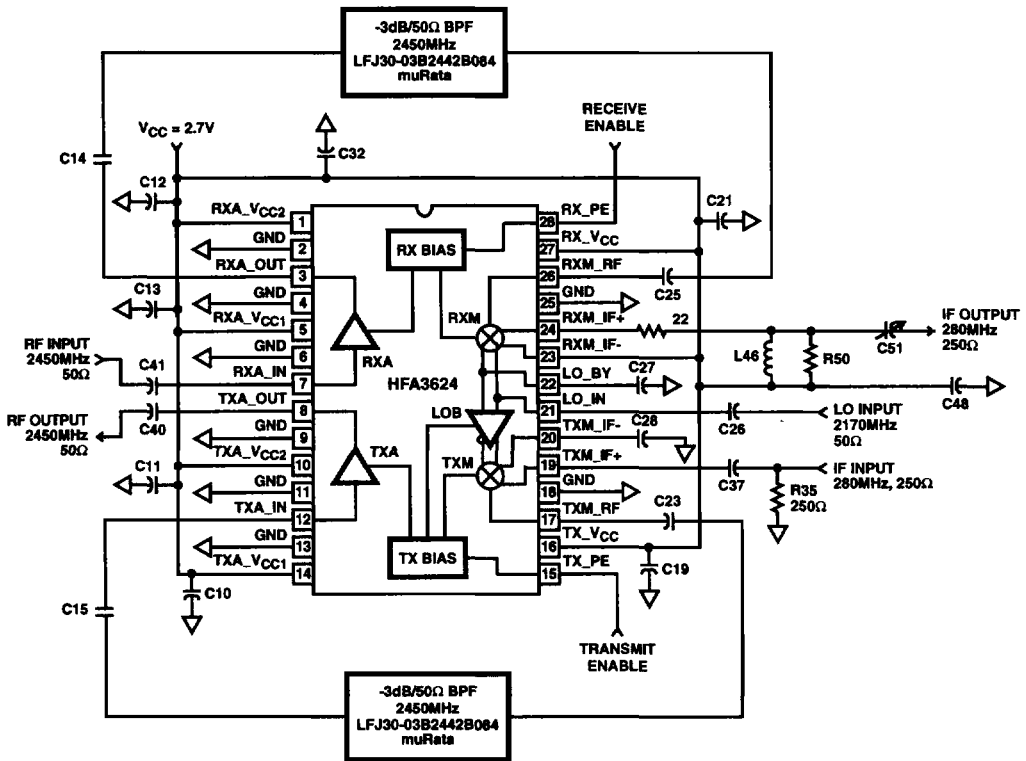 -3dB/50Ω BPF
2450MHz
LFJ30-03B2442B084
muRata
RECEIVE
ENABLE
VCC = 2.7V
C14
C32
C12
C21
RXA_VCC2
1
28
RX_PE
GND
2
RX BIAS
27
RX_VCC
RXA_OUT
3
26
RXM_RF
C25
C13
GND
4
25
GND
RXA_VCC1
5
RXM
24
RXM_IF+
22
IF OUTPUT
280MHz
250Ω
C51
RF INPUT
2450MHz
50Ω
GND
6
RXA
23
RXM_IF-
L46
R50
C41
RXA_IN
7
HFA3624
22
LO_BY
C27
C48
RF OUTPUT
2450MHz
50Ω
C40
TXA_OUT
8
LOB
21
LO_IN
C26
LO INPUT
2170MHz
50Ω
GND
9
20
TXM_IF-
C28
C11
TXA_VCC2
10
TXA
TXM
19
TXM_IF+
C37
IF INPUT
280MHz, 250Ω
R35
250Ω
GND
11
18
GND
TXA_IN
12
17
TXM_RF
C23
GND
13
16
TX_VCC
TXA_VCC1
14
TX BIAS
15
TX_PE
C19
C10
C15
TRANSMIT
ENABLE
-3dB/50Ω BPF
2450MHz
LFJ30-03B2442B084
muRata